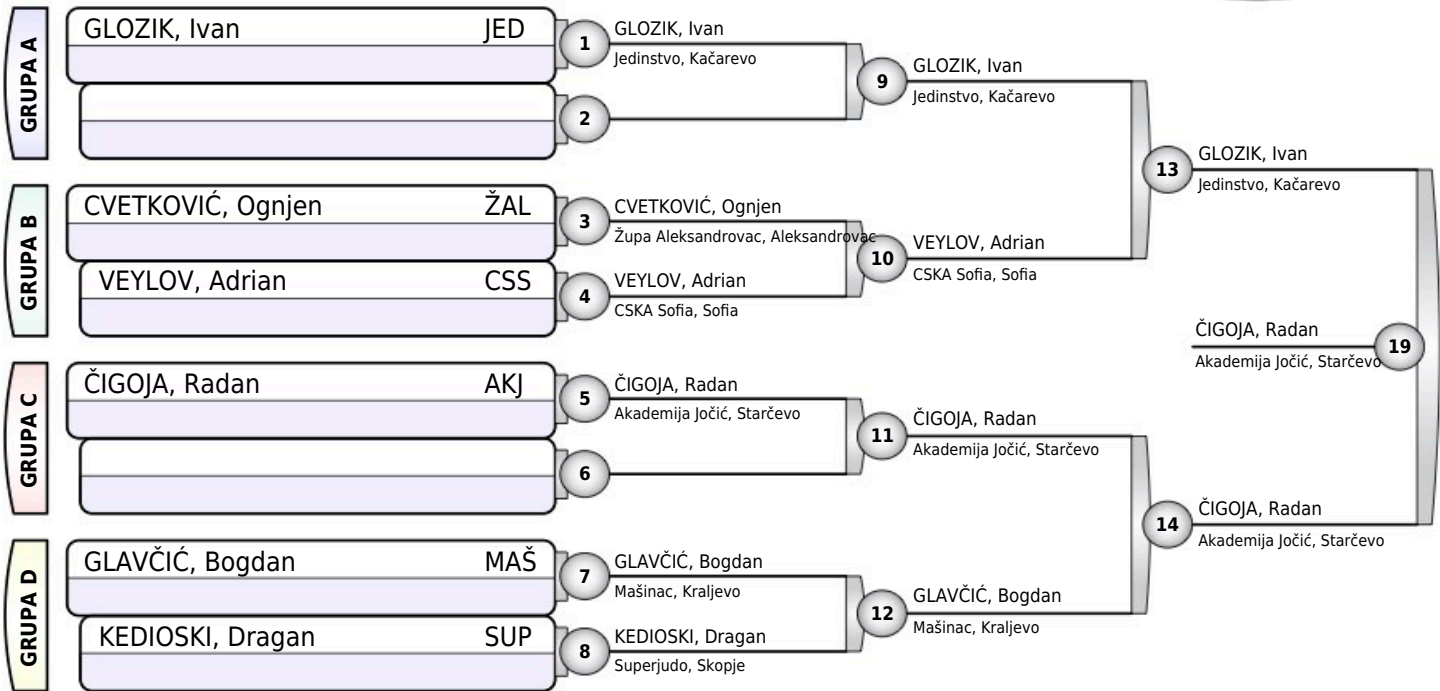 GRUPA A
GLOZIK, Ivan JED
1
GLOZIK, Ivan
Jedinstvo, Kačarevo
2
9
GLOZIK, Ivan
Jedinstvo, Kačarevo
13
GLOZIK, Ivan
Jedinstvo, Kačarevo
GRUPA B
CVETKOVIĆ, Ognjen ŽAL
3
CVETKOVIĆ, Ognjen
Župa Aleksandrovac, Aleksandrovac
VEYLOV, Adrian CSS
4
VEYLOV, Adrian
CSKA Sofia, Sofia
10
VEYLOV, Adrian
CSKA Sofia, Sofia
ČIGOJA, Radan
Akademija Jočić, Starčevo
19
GRUPA C
ČIGOJA, Radan AKJ
5
ČIGOJA, Radan
Akademija Jočić, Starčevo
6
11
ČIGOJA, Radan
Akademija Jočić, Starčevo
14
ČIGOJA, Radan
Akademija Jočić, Starčevo
GRUPA D
GLAVČIĆ, Bogdan MAŠ
7
GLAVČIĆ, Bogdan
Mašinac, Kraljevo
KEDIOSKI, Dragan SUP
8
KEDIOSKI, Dragan
Superjudo, Skopje
12
GLAVČIĆ, Bogdan
Mašinac, Kraljevo